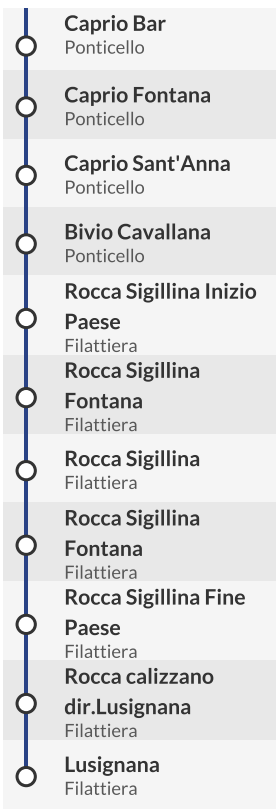 Caprio Bar
Ponticello
Caprio Fontana
Ponticello
Caprio Sant'Anna
Ponticello
Bivio Cavallana
Ponticello
Rocca Sigillina Inizio
Paese
Filattiera
Rocca Sigillina
Fontana
Filattiera
Rocca Sigillina
Filattiera
Rocca Sigillina
Fontana
Filattiera
Rocca Sigillina Fine
Paese
Filattiera
Rocca calizzano
dir.Lusignana
Filattiera
Lusignana
Filattiera